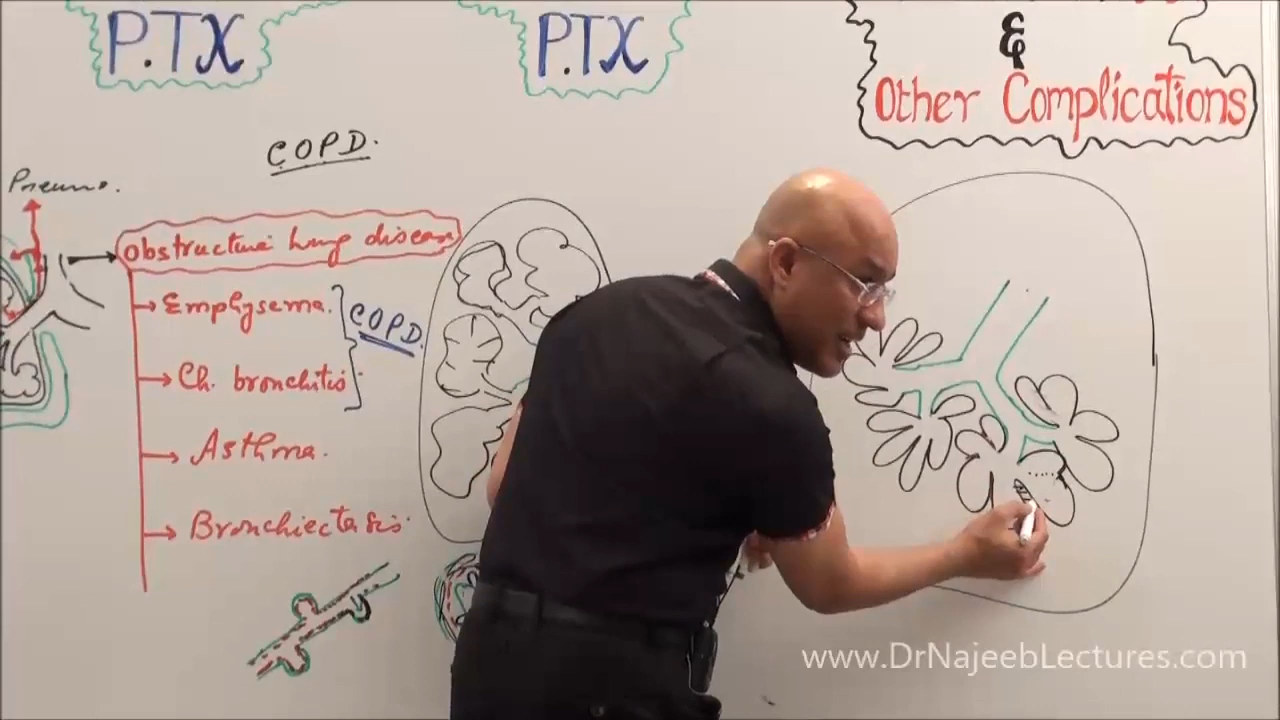 P.TX
P.TX
&
Other Complications
COPD.
Pneumo.
Obstructive lung disease
Emphysema.
COPD.
Ch. bronchitis
Asthma.
Bronchiectasis.
www.DrNajeebLectures.com